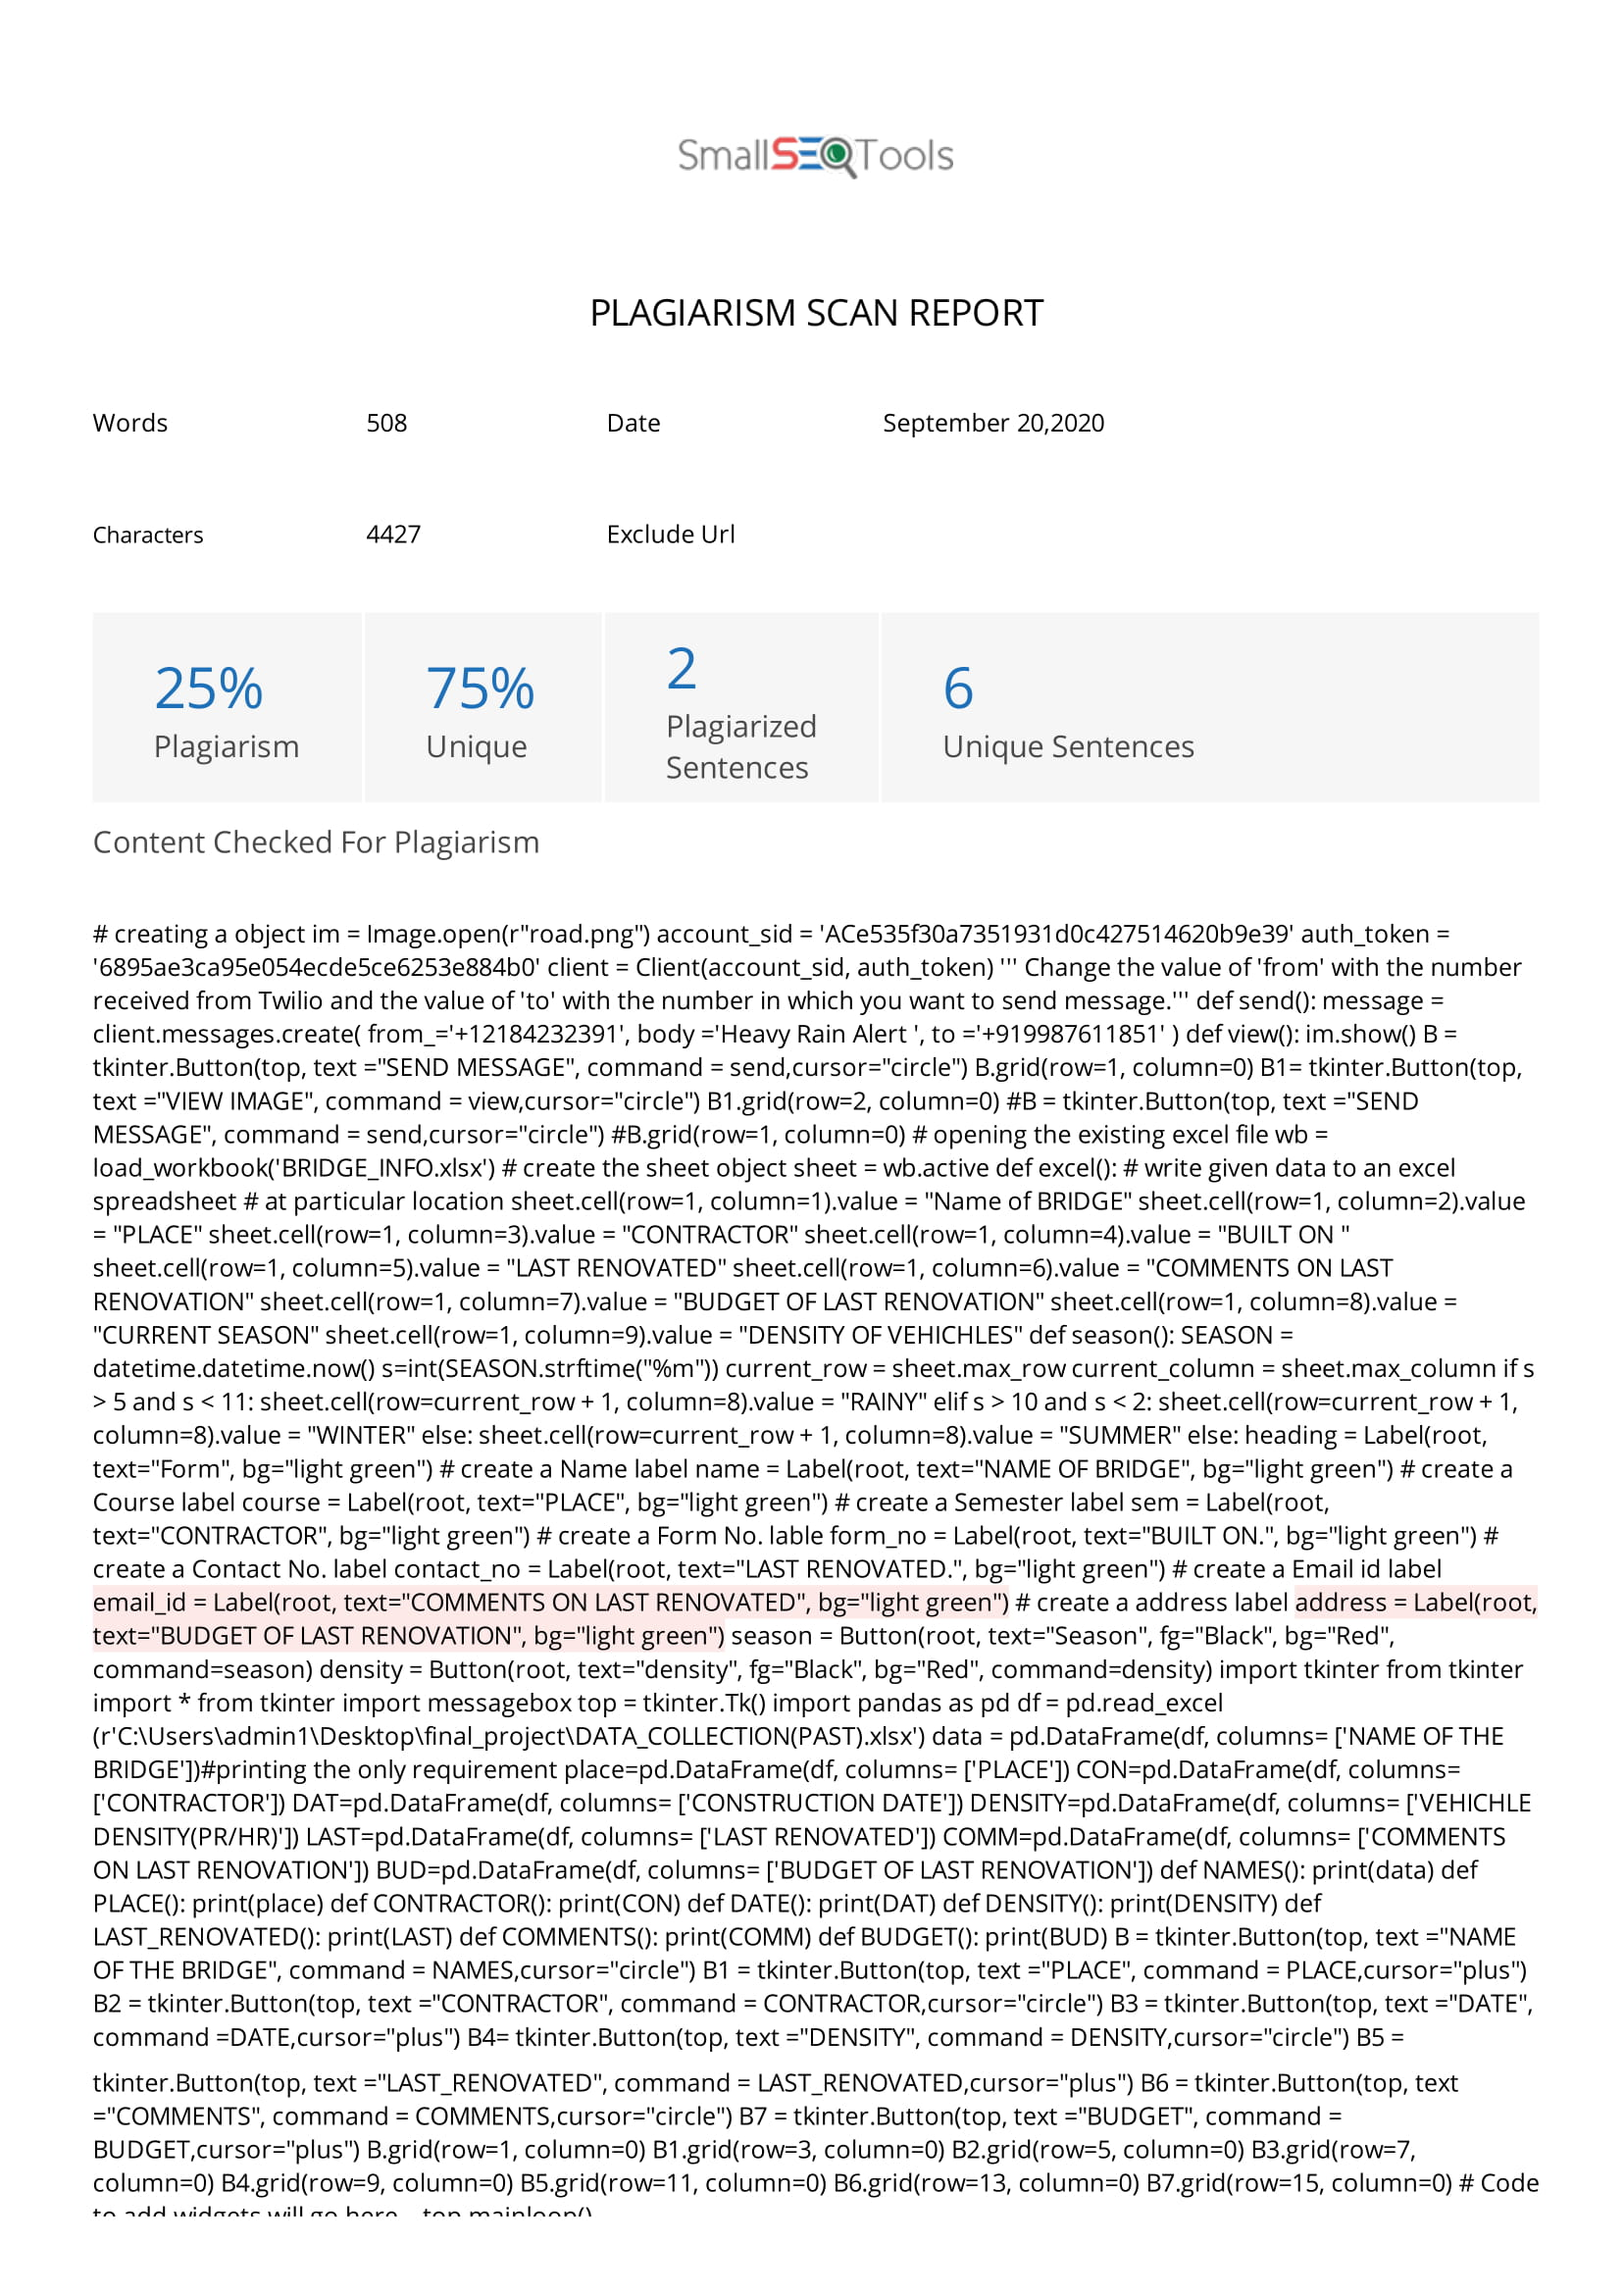 SmallSEOTools
PLAGIARISM SCAN REPORT
Words 508 Date September 20,2020
Characters 4427 Exclude Url
25% Plagiarism
75% Unique
2 Plagiarized Sentences
6 Unique Sentences
Content Checked For Plagiarism
# creating a object im = Image.open(r"road.png") account_sid = 'ACe535f30a7351931d0c427514620b9e39' auth_token =
'6895ae3ca95e054ecde5ce6253e884b0' client = Client(account_sid, auth_token) ''' Change the value of 'from' with the number
received from Twilio and the value of 'to' with the number in which you want to send message.''' def send(): message =
client.messages.create( from_='+12184232391', body ='Heavy Rain Alert ', to ='+919987611851' ) def view(): im.show() B =
tkinter.Button(top, text ="SEND MESSAGE", command = send,cursor="circle") B.grid(row=1, column=0) B1= tkinter.Button(top,
text ="VIEW IMAGE", command = view,cursor="circle") B1.grid(row=2, column=0) #B = tkinter.Button(top, text ="SEND
MESSAGE", command = send,cursor="circle") #B.grid(row=1, column=0) # opening the existing excel file wb =
load_workbook('BRIDGE_INFO.xlsx') # create the sheet object sheet = wb.active def excel(): # write given data to an excel
spreadsheet # at particular location sheet.cell(row=1, column=1).value = "Name of BRIDGE" sheet.cell(row=1, column=2).value
= "PLACE" sheet.cell(row=1, column=3).value = "CONTRACTOR" sheet.cell(row=1, column=4).value = "BUILT ON "
sheet.cell(row=1, column=5).value = "LAST RENOVATED" sheet.cell(row=1, column=6).value = "COMMENTS ON LAST
RENOVATION" sheet.cell(row=1, column=7).value = "BUDGET OF LAST RENOVATION" sheet.cell(row=1, column=8).value =
"CURRENT SEASON" sheet.cell(row=1, column=9).value = "DENSITY OF VEHICHLES" def season(): SEASON =
datetime.datetime.now() s=int(SEASON.strftime("%m")) current_row = sheet.max_row current_column = sheet.max_column if s
> 5 and s < 11: sheet.cell(row=current_row + 1, column=8).value = "RAINY" elif s > 10 and s < 2: sheet.cell(row=current_row + 1,
column=8).value = "WINTER" else: sheet.cell(row=current_row + 1, column=8).value = "SUMMER" else: heading = Label(root,
text="Form", bg="light green") # create a Name label name = Label(root, text="NAME OF BRIDGE", bg="light green") # create a
Course label course = Label(root, text="PLACE", bg="light green") # create a Semester label sem = Label(root,
text="CONTRACTOR", bg="light green") # create a Form No. lable form_no = Label(root, text="BUILT ON.", bg="light green") #
create a Contact No. label contact_no = Label(root, text="LAST RENOVATED.", bg="light green") # create a Email id label
email_id = Label(root, text="COMMENTS ON LAST RENOVATED", bg="light green") # create a address label address = Label(root,
text="BUDGET OF LAST RENOVATION", bg="light green") season = Button(root, text="Season", fg="Black", bg="Red",
command=season) density = Button(root, text="density", fg="Black", bg="Red", command=density) import tkinter from tkinter
import * from tkinter import messagebox top = tkinter.Tk() import pandas as pd df = pd.read_excel
(r'C:\Users\admin1\Desktop\final_project\DATA_COLLECTION(PAST).xlsx') data = pd.DataFrame(df, columns= ['NAME OF THE
BRIDGE'])#printing the only requirement place=pd.DataFrame(df, columns= ['PLACE']) CON=pd.DataFrame(df, columns=
['CONTRACTOR']) DAT=pd.DataFrame(df, columns= ['CONSTRUCTION DATE']) DENSITY=pd.DataFrame(df, columns= ['VEHICHLE
DENSITY(PR/HR)']) LAST=pd.DataFrame(df, columns= ['LAST RENOVATED']) COMM=pd.DataFrame(df, columns= ['COMMENTS
ON LAST RENOVATION']) BUD=pd.DataFrame(df, columns= ['BUDGET OF LAST RENOVATION']) def NAMES(): print(data) def
PLACE(): print(place) def CONTRACTOR(): print(CON) def DATE(): print(DAT) def DENSITY(): print(DENSITY) def
LAST_RENOVATED(): print(LAST) def COMMENTS(): print(COMM) def BUDGET(): print(BUD) B = tkinter.Button(top, text ="NAME
OF THE BRIDGE", command = NAMES,cursor="circle") B1 = tkinter.Button(top, text ="PLACE", command = PLACE,cursor="plus")
B2 = tkinter.Button(top, text ="CONTRACTOR", command = CONTRACTOR,cursor="circle") B3 = tkinter.Button(top, text ="DATE",
command =DATE,cursor="plus") B4= tkinter.Button(top, text ="DENSITY", command = DENSITY,cursor="circle") B5 =
tkinter.Button(top, text ="LAST_RENOVATED", command = LAST_RENOVATED,cursor="plus") B6 = tkinter.Button(top, text
="COMMENTS", command = COMMENTS,cursor="circle") B7 = tkinter.Button(top, text ="BUDGET", command =
BUDGET,cursor="plus") B.grid(row=1, column=0) B1.grid(row=3, column=0) B2.grid(row=5, column=0) B3.grid(row=7,
column=0) B4.grid(row=9, column=0) B5.grid(row=11, column=0) B6.grid(row=13, column=0) B7.grid(row=15, column=0) # Code
to add widgets will go here... top.mainloop()